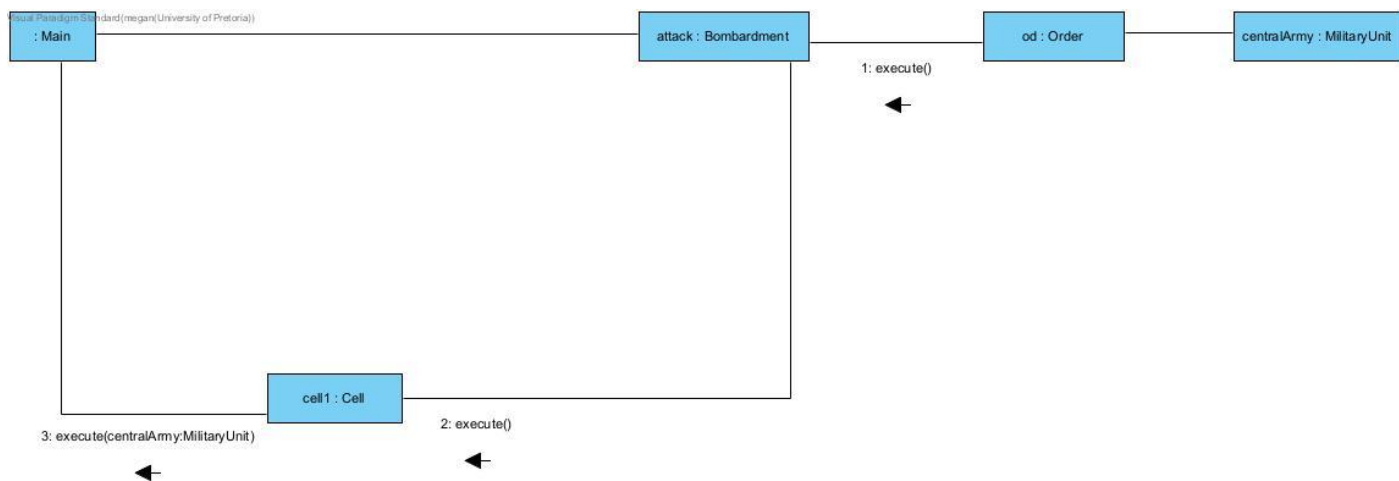 Visual Paradigm Standard(megan(University of Pretoria))
: Main
attack : Bombardment
od : Order
centralArmy : MilitaryUnit
1: execute()
cell1 : Cell
2: execute()
3: execute(centralArmy:MilitaryUnit)